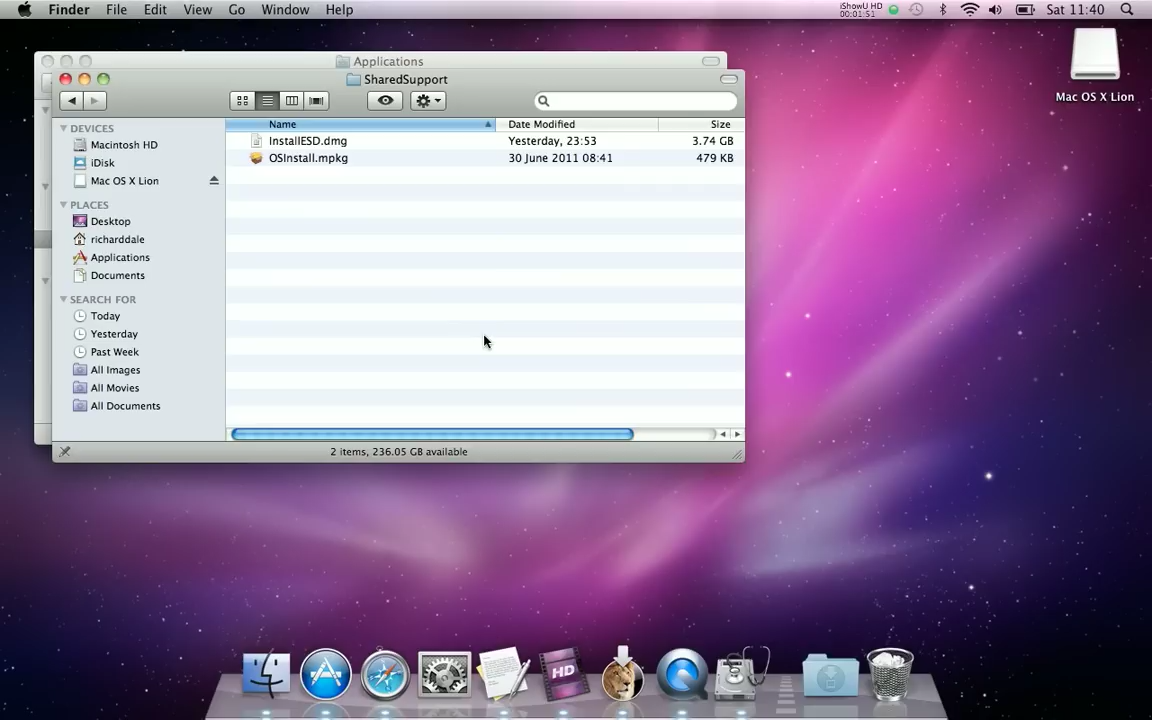 Finder File Edit View Go Window Help
iShowU HD
00:01:51
Sat 11:40
Mac OS X Lion
Applications
SharedSupport
DEVICES
Macintosh HD
iDisk
Mac OS X Lion
PLACES
Desktop
richarddale
Applications
Documents
SEARCH FOR
Today
Yesterday
Past Week
All Images
All Movies
All Documents
Name Date Modified Size
InstallESD.dmg Yesterday, 23:53 3.74 GB
OSInstall.mpkg 30 June 2011 08:41 479 KB
2 items, 236.05 GB available
HD